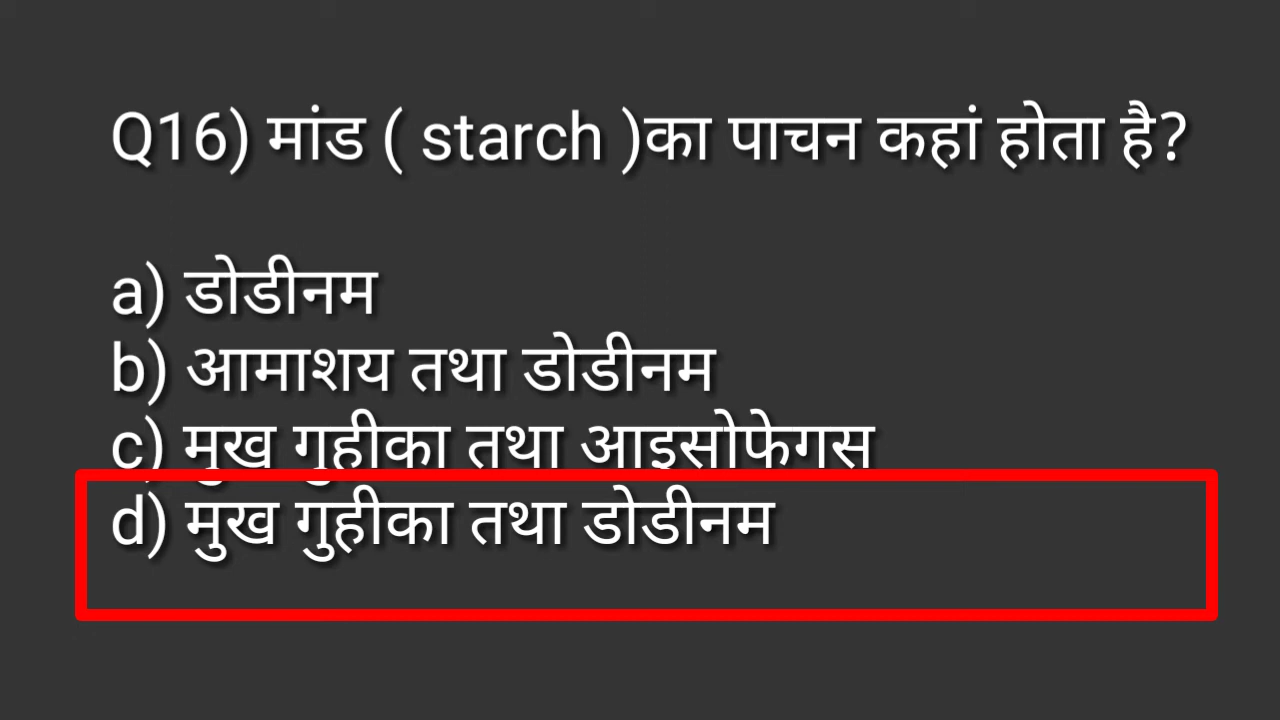 Q16) मांड ( starch )का पाचन कहां होता है?
a) डोडीनम
b) आमाशय तथा डोडीनम
c) मुख गुहीका तथा आइसोफेगस
d) मुख गुहीका तथा डोडीनम